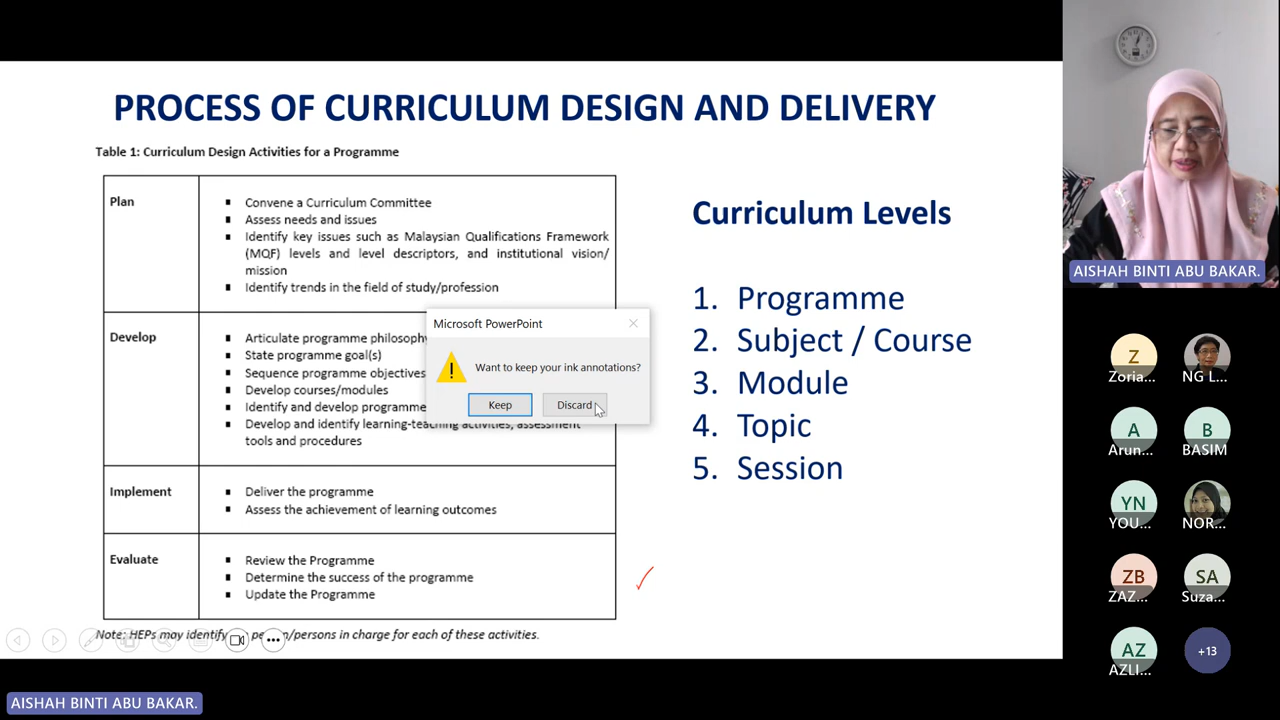 PROCESS OF CURRICULUM DESIGN AND DELIVERY
Table 1: Curriculum Design Activities for a Programme
Plan
Convene a Curriculum Committee
Assess needs and issues
Identify key issues such as Malaysian Qualifications Framework
(MQF) levels and level descriptors, and institutional vision/
mission
Identify trends in the field of study/profession
Develop
Articulate programme philosophy
State programme goal(s)
Sequence programme objectives
Develop courses/modules
Identify and develop programme
Develop and identify learning-teaching activities, assessment
tools and procedures
Implement
Deliver the programme
Assess the achievement of learning outcomes
Evaluate
Review the Programme
Determine the success of the programme
Update the Programme
Note: HEPs may identify person/persons in charge for each of these activities.
Microsoft PowerPoint
Want to keep your ink annotations?
Keep
Discard
Curriculum Levels
1. Programme
2. Subject / Course
3. Module
4. Topic
5. Session
AISHAH BINTI ABU BAKAR.
Z
Zoria...
NG L...
A
Arun...
B
BASIM
YN
YOU...
NOR...
ZB
ZAZ...
SA
Suza...
AZ
AZLI...
+13
AISHAH BINTI ABU BAKAR.